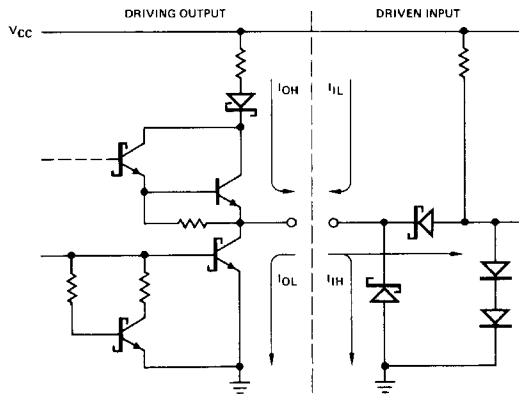 DRIVING OUTPUT
DRIVEN INPUT
VCC
IOH
IIL
IOL
IIH